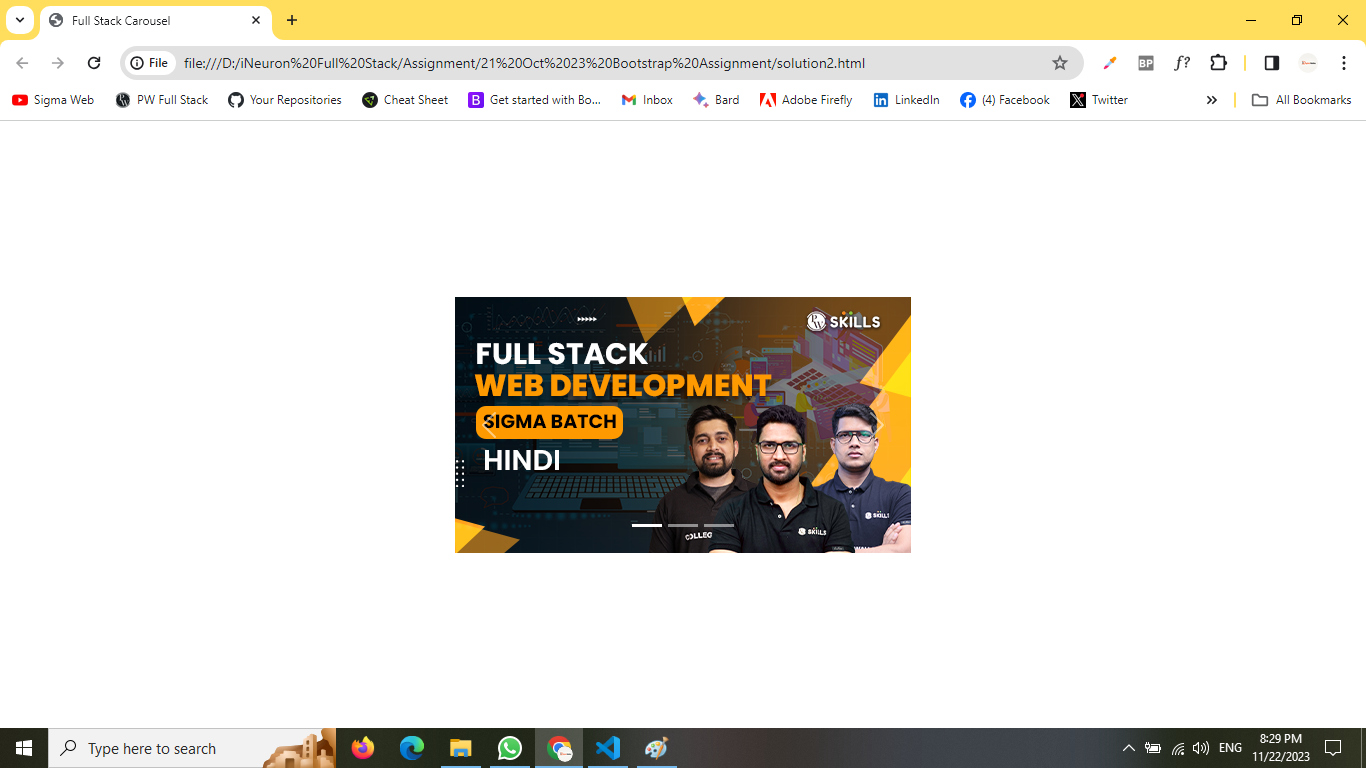 Full Stack Carousel
File
file:///D:/iNeuron%20Full%20Stack/Assignment/21%20Oct%2023%20Bootstrap%20Assignment/solution2.html
BP
f?
Sigma Web
PW Full Stack
Your Repositories
Cheat Sheet
Get started with Bo...
Inbox
Bard
Adobe Firefly
LinkedIn
(4) Facebook
Twitter
All Bookmarks
SKILLS
FULL STACK
WEB DEVELOPMENT
SIGMA BATCH
HINDI
SKILLS
SKILLS
Type here to search
ENG
8:29 PM
11/22/2023